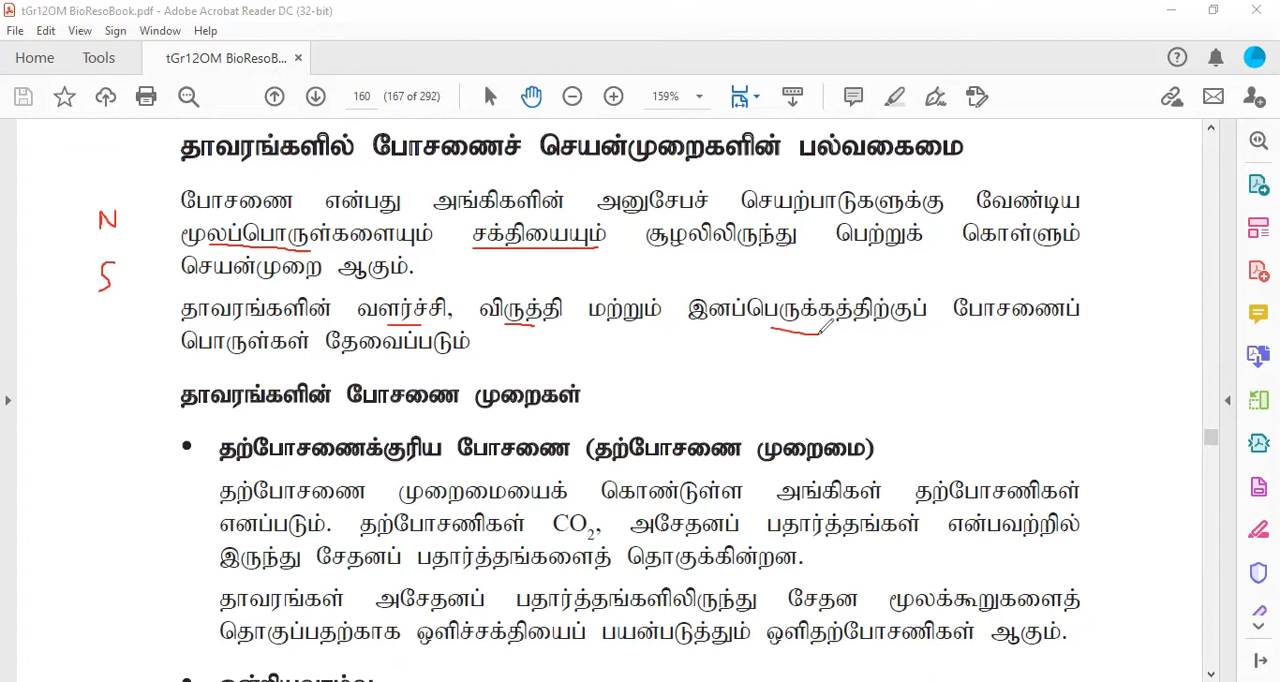 tGr12OM BioResoBook.pdf - Adobe Acrobat Reader DC (32-bit)
File Edit View Sign Window Help
Home Tools tGr12OM BioResoB... ×
160 (167 of 292) 159%
தாவரங்களில் போசணைச் செயன்முறைகளின் பல்வகைமை
போசணை என்பது அங்கிகளின் அனுசேபச் செயற்பாடுகளுக்கு வேண்டிய
மூலப்பொருள்களையும் சக்தியையும் சூழலிலிருந்து பெற்றுக் கொள்ளும்
செயன்முறை ஆகும்.
N
S
தாவரங்களின் வளர்ச்சி, விருத்தி மற்றும் இனப்பெருக்கத்திற்குப் போசணைப்
பொருள்கள் தேவைப்படும்
தாவரங்களின் போசணை முறைகள்
• தற்போசணைக்குரிய போசணை (தற்போசணை முறைமை)
தற்போசணை முறைமையைக் கொண்டுள்ள அங்கிகள் தற்போசணிகள்
எனப்படும். தற்போசணிகள் CO₂, அசேதனப் பதார்த்தங்கள் என்பவற்றில்
இருந்து சேதனப் பதார்த்தங்களைத் தொகுக்கின்றன.
தாவரங்கள் அசேதனப் பதார்த்தங்களிலிருந்து சேதன மூலக்கூறுகளைத்
தொகுப்பதற்காக ஒளிச்சக்தியைப் பயன்படுத்தும் ஒளிதற்போசணிகள் ஆகும்.